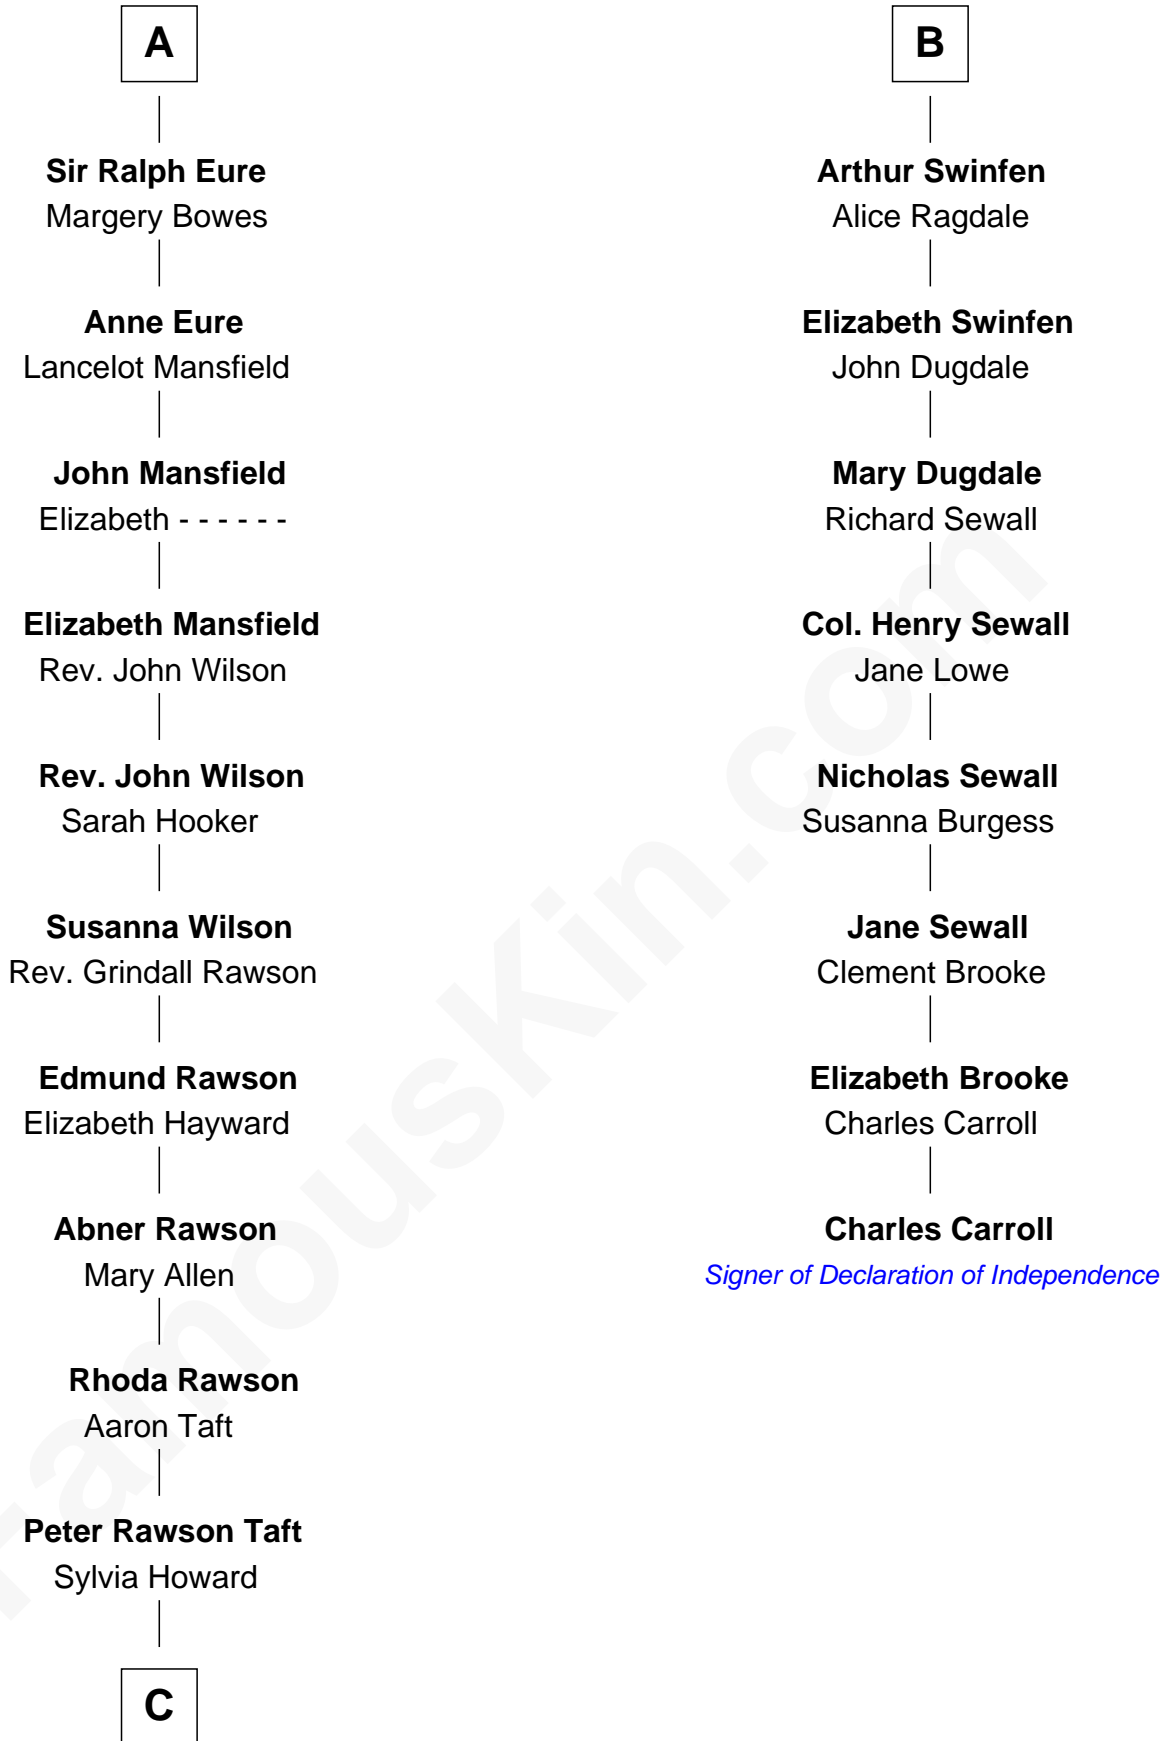 A
Sir Ralph Eure
Margery Bowes
Anne Eure
Lancelot Mansfield
John Mansfield
Elizabeth - - - - - -
Elizabeth Mansfield
Rev. John Wilson
Rev. John Wilson
Sarah Hooker
Susanna Wilson
Rev. Grindall Rawson
Edmund Rawson
Elizabeth Hayward
Abner Rawson
Mary Allen
Rhoda Rawson
Aaron Taft
Peter Rawson Taft
Sylvia Howard
C
B
Arthur Swinfen
Alice Ragdale
Elizabeth Swinfen
John Dugdale
Mary Dugdale
Richard Sewall
Col. Henry Sewall
Jane Lowe
Nicholas Sewall
Susanna Burgess
Jane Sewall
Clement Brooke
Elizabeth Brooke
Charles Carroll
Charles Carroll
Signer of Declaration of Independence
FamousKin.com